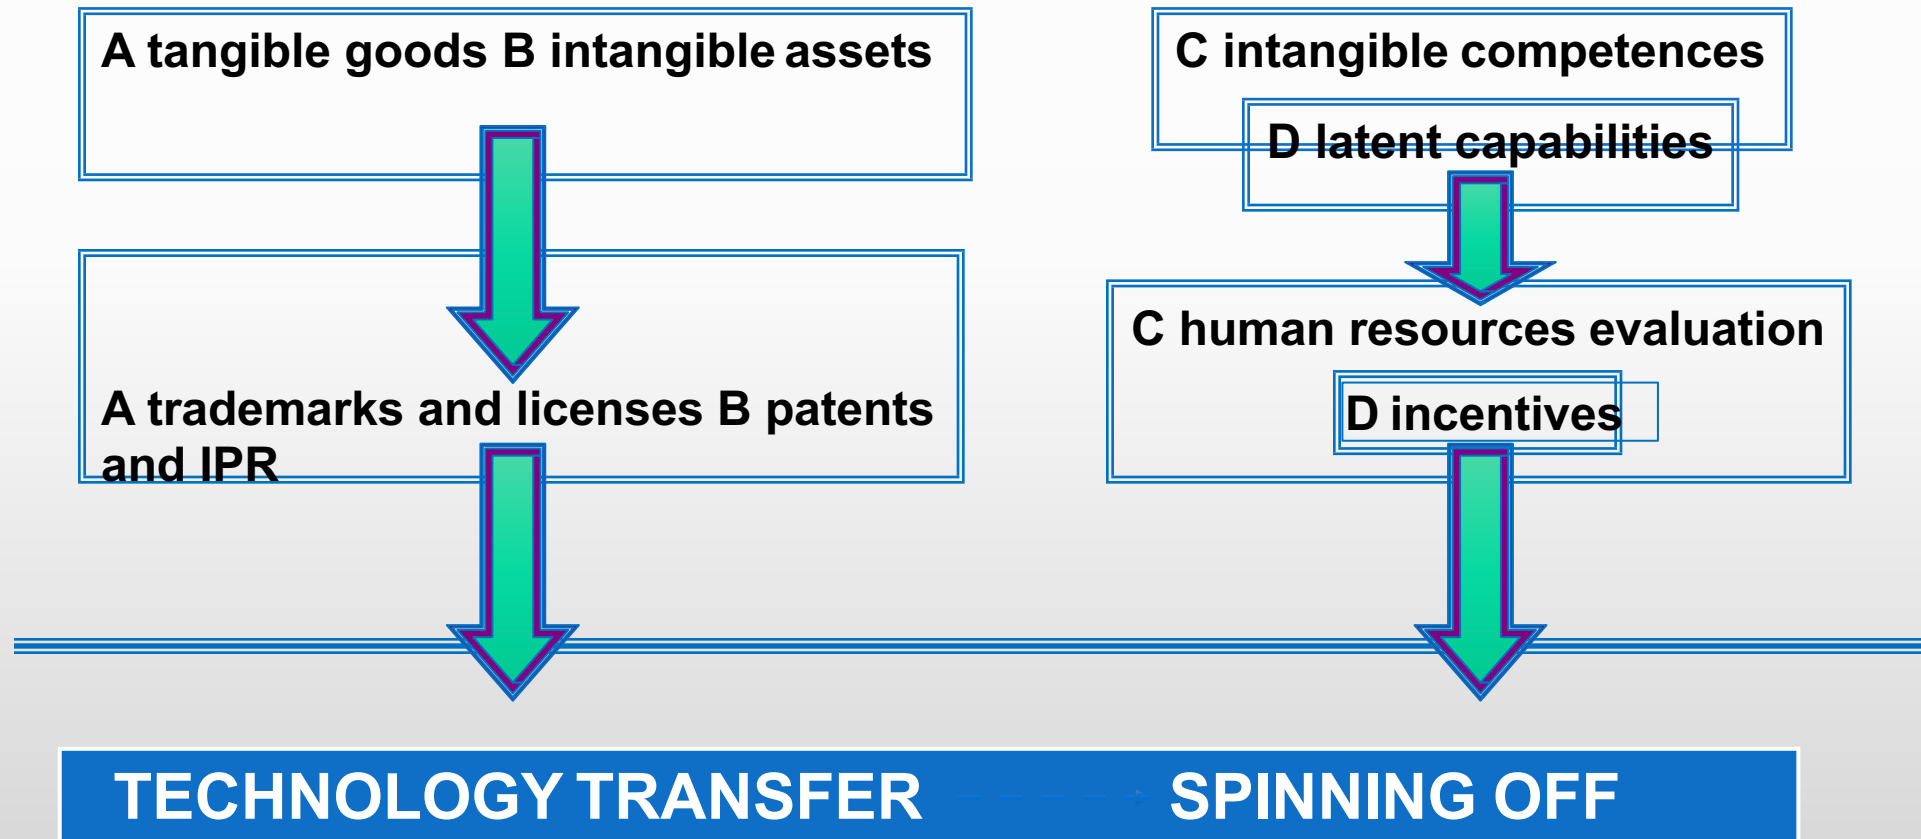 A tangible goods B intangible assets
C intangible competences
D latent capabilities
C human resources evaluation
A trademarks and licenses B patents
and IPR
D incentives
TECHNOLOGY TRANSFER
SPINNING OFF